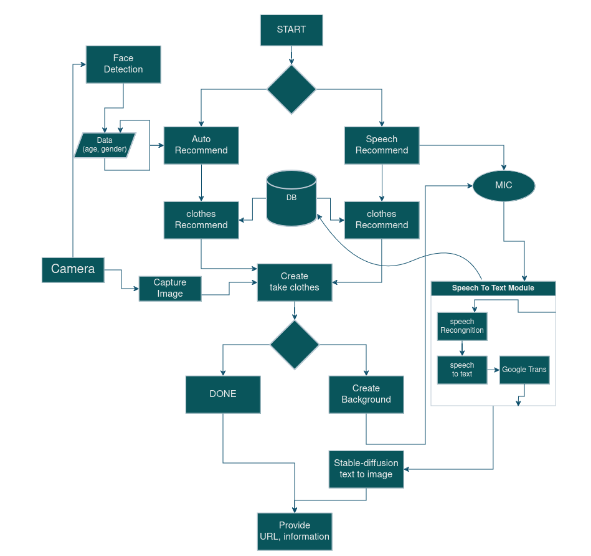 START
Face
Detection
Date
(age, gender)
Auto
Recommend
Speech
Recommend
MIC
DB
clothes
Recommend
clothes
Recommend
Camera
Capture
Image
Create
take clothes
Speech To Text Module
speech
Recongnition
speech
to text
Google Trans
DONE
Create
Background
Stable-diffusion
text to image
Provide
URL, information